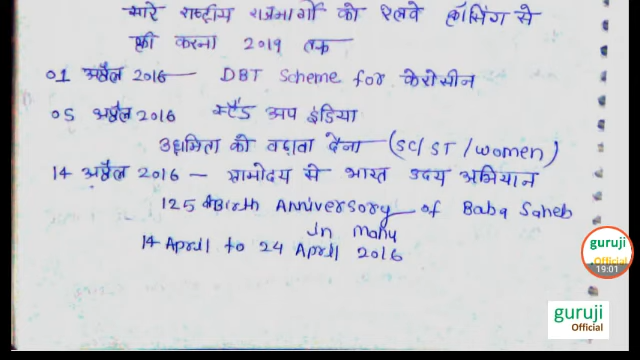 सारे राष्ट्रीय राजमार्गो को रेलवे क्रॉसिंग से
फ्री करना 2019 तक
01 अप्रैल 2016 — DBT Scheme for केरोसीन
05 अप्रैल 2016 स्टैंड अप इंडिया
उद्यमिता को बढ़ावा देना (SC/ST/women)
14 अप्रैल 2016 - ग्रामोदय से भारत उदय अभियान
125 Birth Anniversory of Baba Saheb
In mahu
14 April to 24 April 2016
guruji
Official
19:01
guruji
Official